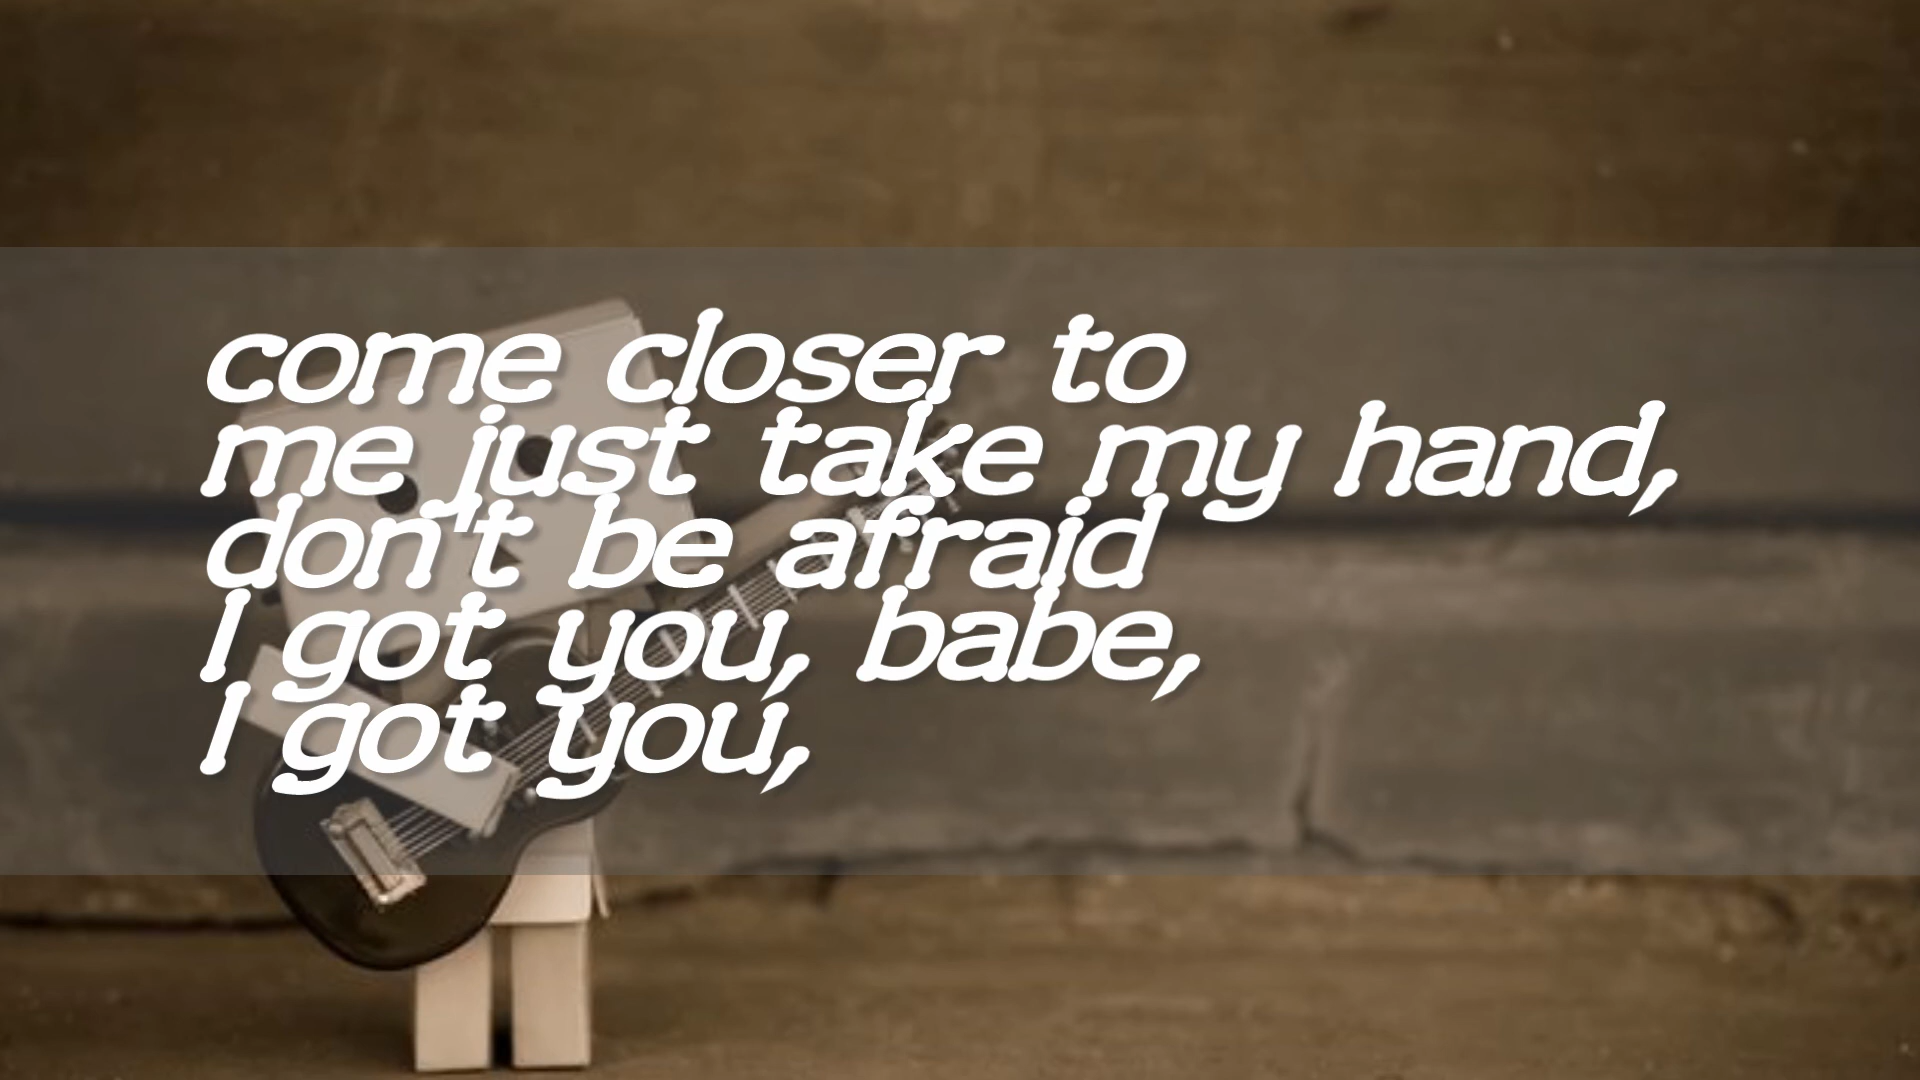 come closer to
me just take my hand,
don't be afraid
I got you, babe,
I got you,